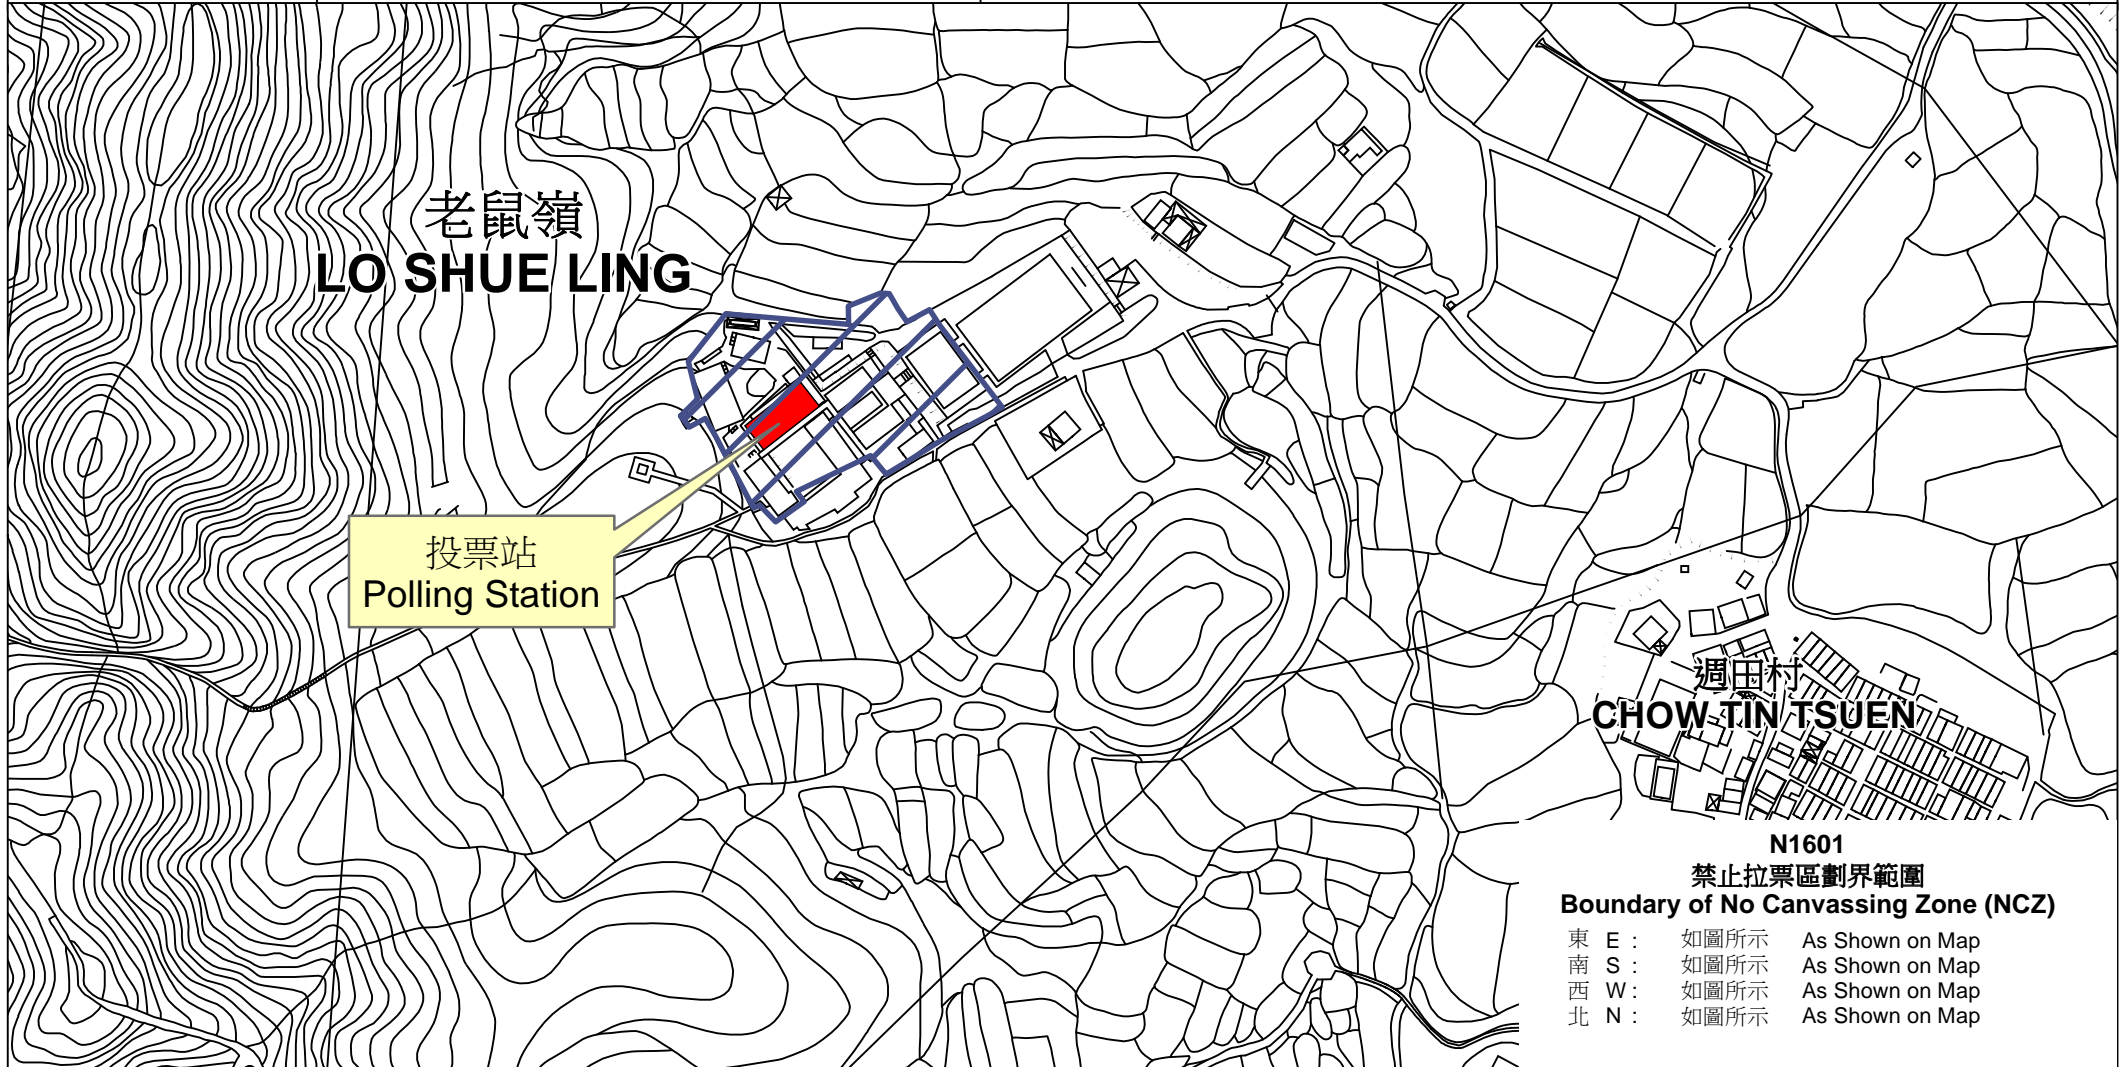 老鼠嶺
LO SHUE LING
投票站
Polling Station
週田村
CHOW TIN TSUEN
N1601
禁止拉票區劃界範圍
Boundary of No Canvassing Zone (NCZ)
東 E : 如圖所示 As Shown on Map
南 S : 如圖所示 As Shown on Map
西 W : 如圖所示 As Shown on Map
北 N : 如圖所示 As Shown on Map